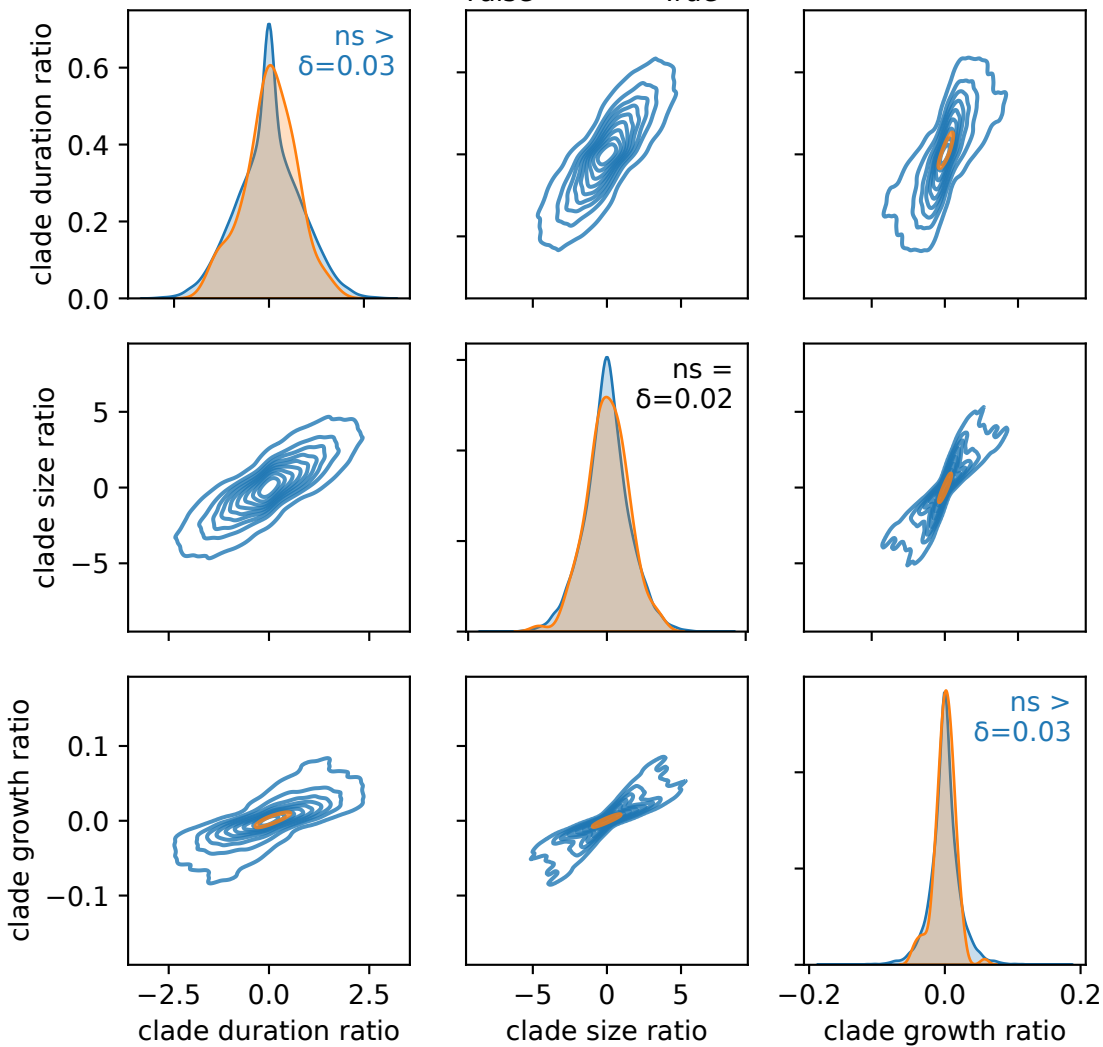 clade duration ratio
0.6
0.4
0.2
0.0
ns >
δ=0.03
clade size ratio
5
0
−5
ns =
δ=0.02
clade growth ratio
0.1
0.0
−0.1
ns >
δ=0.03
−2.5 0.0 2.5
−5 0 5
−0.2 0.0 0.2
clade duration ratio
clade size ratio
clade growth ratio